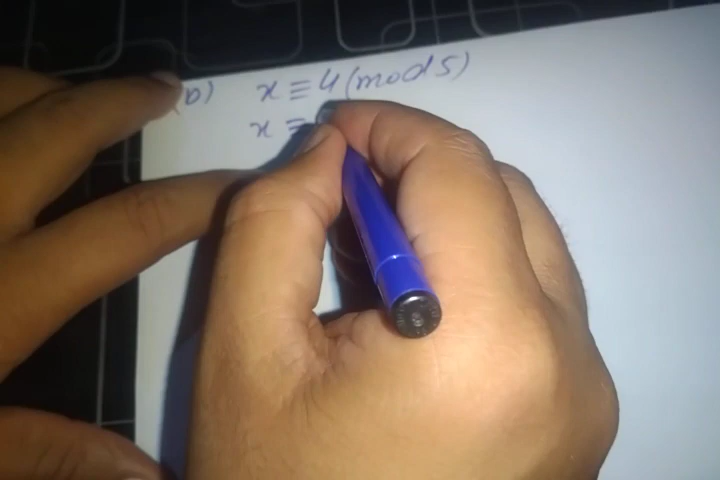 b) x ≡ 4 (mod 5)
x ≡